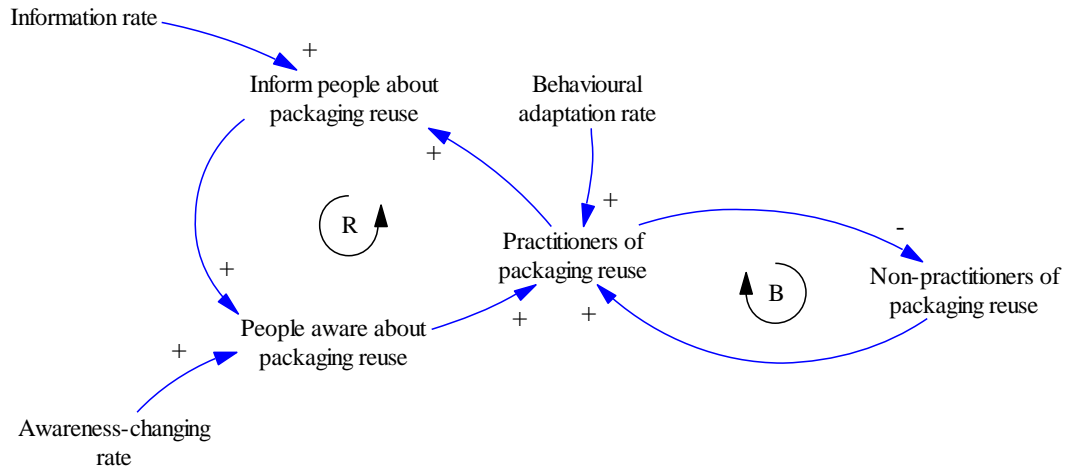 Information rate
+
Inform people about
packaging reuse
Behavioural
adaptation rate
+
+
R
Practitioners of
packaging reuse
-
Non-practitioners of
packaging reuse
B
+
People aware about
packaging reuse
+
+
+
Awareness-changing
rate